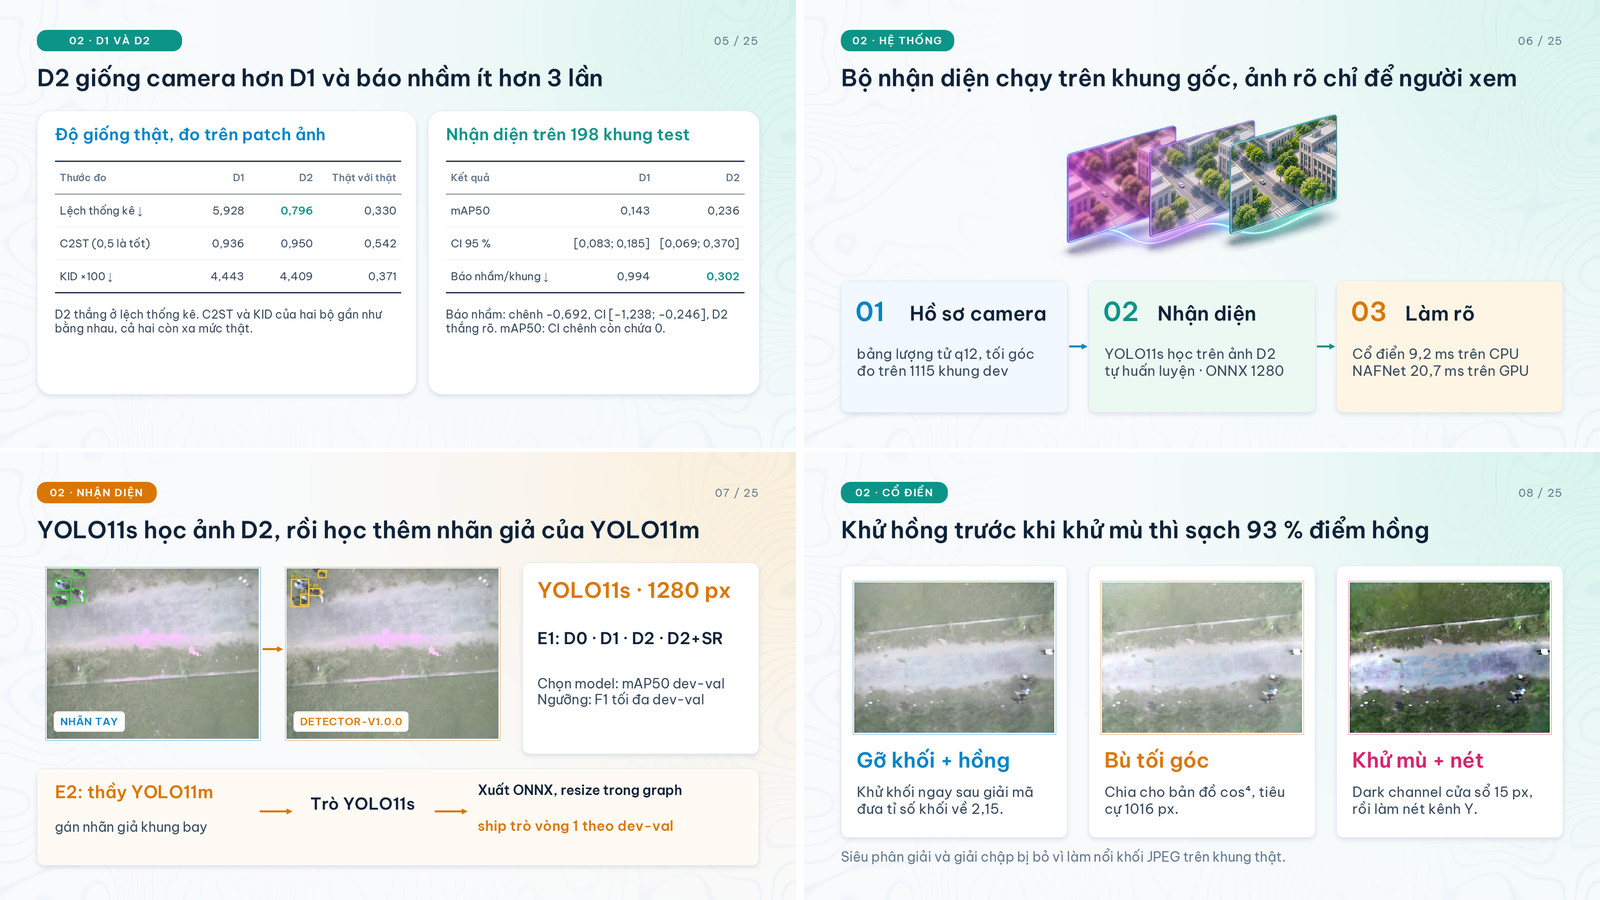 02 · D1 VÀ D2
05 / 25
D2 giống camera hơn D1 và báo nhầm ít hơn 3 lần
Độ giống thật, đo trên patch ảnh
Thước đo D1 D2 Thật với thật
Lệch thống kê ↓ 5,928 0,796 0,330
C2ST (0,5 là tốt) 0,936 0,950 0,542
KID ×100 ↓ 4,443 4,409 0,371
D2 thắng ở lệch thống kê. C2ST và KID của hai bộ gần như
bằng nhau, cả hai còn xa mức thật.
Nhận diện trên 198 khung test
Kết quả D1 D2
mAP50 0,143 0,236
CI 95 % [0,083; 0,185] [0,069; 0,370]
Báo nhầm/khung ↓ 0,994 0,302
Báo nhầm: chênh −0,692, CI [−1,238; −0,246], D2
thắng rõ. mAP50: CI chênh còn chứa 0.
02 · HỆ THỐNG
06 / 25
Bộ nhận diện chạy trên khung gốc, ảnh rõ chỉ để người xem
01 Hồ sơ camera
bảng lượng tử q12, tối góc
đo trên 1115 khung dev
02 Nhận diện
YOLO11s học trên ảnh D2
tự huấn luyện · ONNX 1280
03 Làm rõ
Cổ điển 9,2 ms trên CPU
NAFNet 20,7 ms trên GPU
02 · NHẬN DIỆN
07 / 25
YOLO11s học ảnh D2, rồi học thêm nhãn giả của YOLO11m
NHÃN TAY
DETECTOR-V1.0.0
YOLO11s · 1280 px
E1: D0 · D1 · D2 · D2+SR
Chọn model: mAP50 dev-val
Ngưỡng: F1 tối đa dev-val
E2: thầy YOLO11m
gán nhãn giả khung bay
Trò YOLO11s
Xuất ONNX, resize trong graph
ship trò vòng 1 theo dev-val
02 · CỔ ĐIỂN
08 / 25
Khử hồng trước khi khử mù thì sạch 93 % điểm hồng
Gỡ khối + hồng
Khử khối ngay sau giải mã
đưa tỉ số khối về 2,15.
Bù tối góc
Chia cho bản đồ cos⁴, tiêu
cự 1016 px.
Khử mù + nét
Dark channel cửa sổ 15 px,
rồi làm nét kênh Y.
Siêu phân giải và giải chập bị bỏ vì làm nổi khối JPEG trên khung thật.